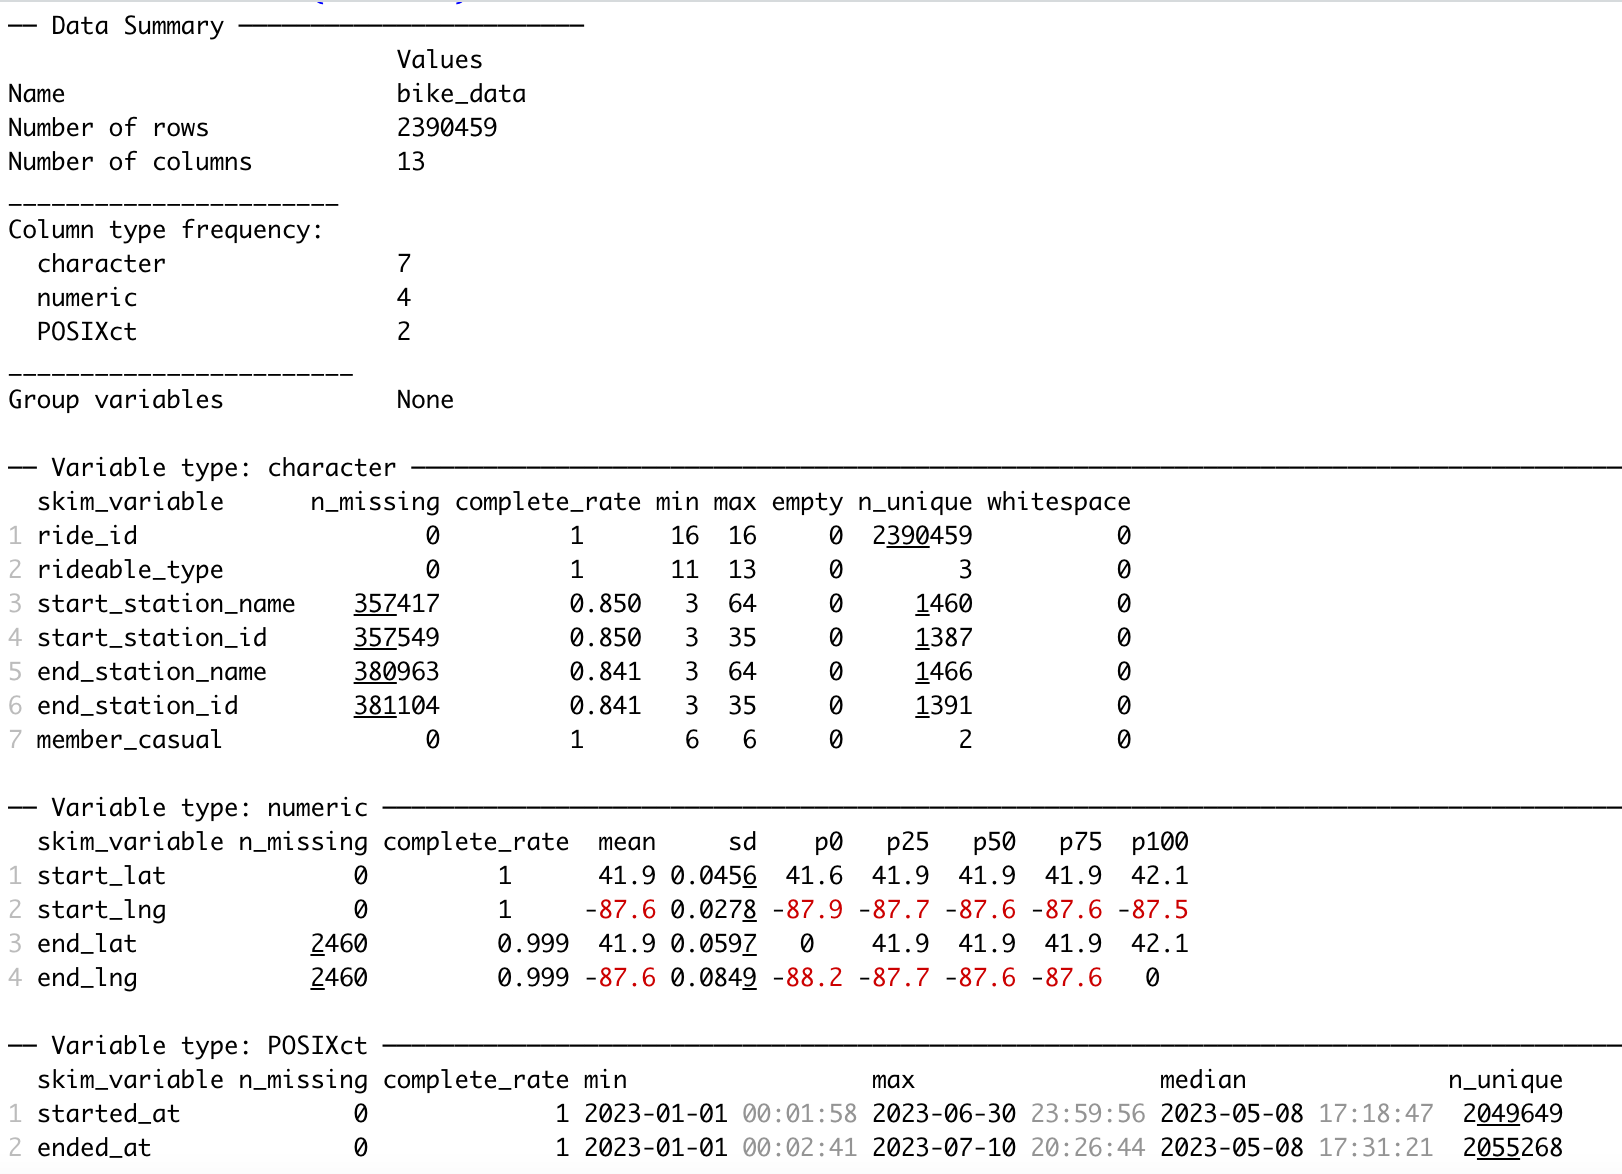 ── Data Summary ────────────────────────
                           Values
Name                       bike_data
Number of rows             2390459
Number of columns          13
_______________________
Column type frequency:
  character                7
  numeric                  4
  POSIXct                  2
________________________
Group variables            None

── Variable type: character ────────────────────────────────────────────────────────────
  skim_variable      n_missing complete_rate min max empty n_unique whitespace
1 ride_id                    0         1      16  16     0  2390459          0
2 rideable_type              0         1      11  13     0        3          0
3 start_station_name    357417         0.850   3  64     0     1460          0
4 start_station_id      357549         0.850   3  35     0     1387          0
5 end_station_name      380963         0.841   3  64     0     1466          0
6 end_station_id        381104         0.841   3  35     0     1391          0
7 member_casual              0         1       6   6     0        2          0

── Variable type: numeric ──────────────────────────────────────────────────────────────
  skim_variable n_missing complete_rate  mean     sd    p0   p25   p50   p75  p100
1 start_lat             0         1      41.9 0.0456  41.6  41.9  41.9  41.9  42.1
2 start_lng             0         1     -87.6 0.0278 -87.9 -87.7 -87.6 -87.6 -87.5
3 end_lat            2460         0.999  41.9 0.0597   0    41.9  41.9  41.9  42.1
4 end_lng            2460         0.999 -87.6 0.0849 -88.2 -87.7 -87.6 -87.6   0

── Variable type: POSIXct ──────────────────────────────────────────────────────────────
  skim_variable n_missing complete_rate min                 max                 median              n_unique
1 started_at            0             1 2023-01-01 00:01:58 2023-06-30 23:59:56 2023-05-08 17:18:47  2049649
2 ended_at              0             1 2023-01-01 00:02:41 2023-07-10 20:26:44 2023-05-08 17:31:21  2055268